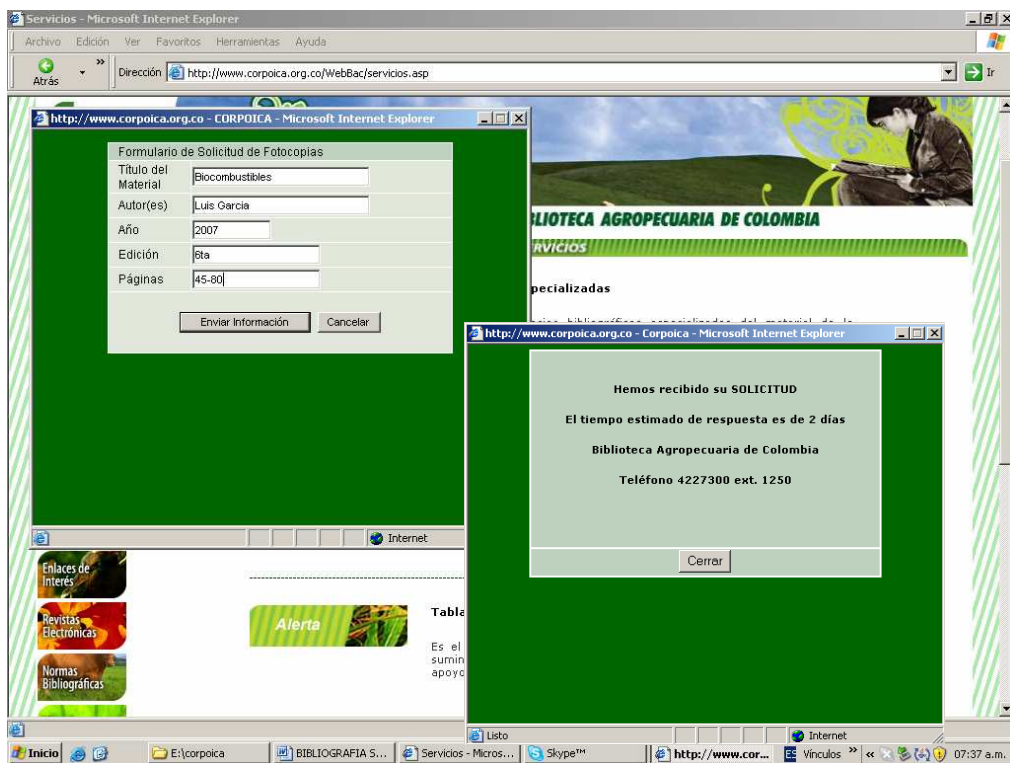 Servicios - Microsoft Internet Explorer
Archivo Edición Ver Favoritos Herramientas Ayuda
Atrás
Dirección http://www.corpoica.org.co/WebBac/servicios.asp
Ir
http://www.corpoica.org.co - CORPOICA - Microsoft Internet Explorer
Formulario de Solicitud de Fotocopias
Título del
Material
Biocombustibles
Autor(es) Luis Garcia
Año 2007
Edición 6ta
Páginas 45-80
Enviar Información Cancelar
Internet
BLIOTECA AGROPECUARIA DE COLOMBIA
RVICIOS
pecializadas
http://www.corpoica.org.co - Corpoica - Microsoft Internet Explorer
Hemos recibido su SOLICITUD
El tiempo estimado de respuesta es de 2 días
Biblioteca Agropecuaria de Colombia
Teléfono 4227300 ext. 1250
Cerrar
Listo Internet
Enlaces de
Interés
Revistas
Electrónicas
Normas
Bibliográficas
Alerta
Tabla
Es el
sumin
apoyo
Inicio E:\corpoica BIBLIOGRAFIA S... Servicios - Micros... Skype™ http://www.cor... ES Vínculos » « 07:37 a.m.